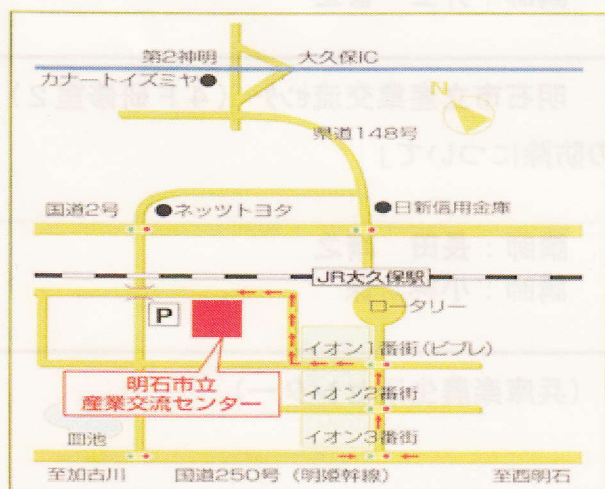 第2神明
大久保IC
カナートイズミヤ●
N
県道148号
国道2号
●ネッツトヨタ
●日新信用金庫
JR大久保駅
P
ロータリー
イオン1番街(ビブレ)
明石市立
産業交流センター
イオン2番街
皿池
イオン3番街
至加古川
国道250号 (明姫幹線)
至西明石